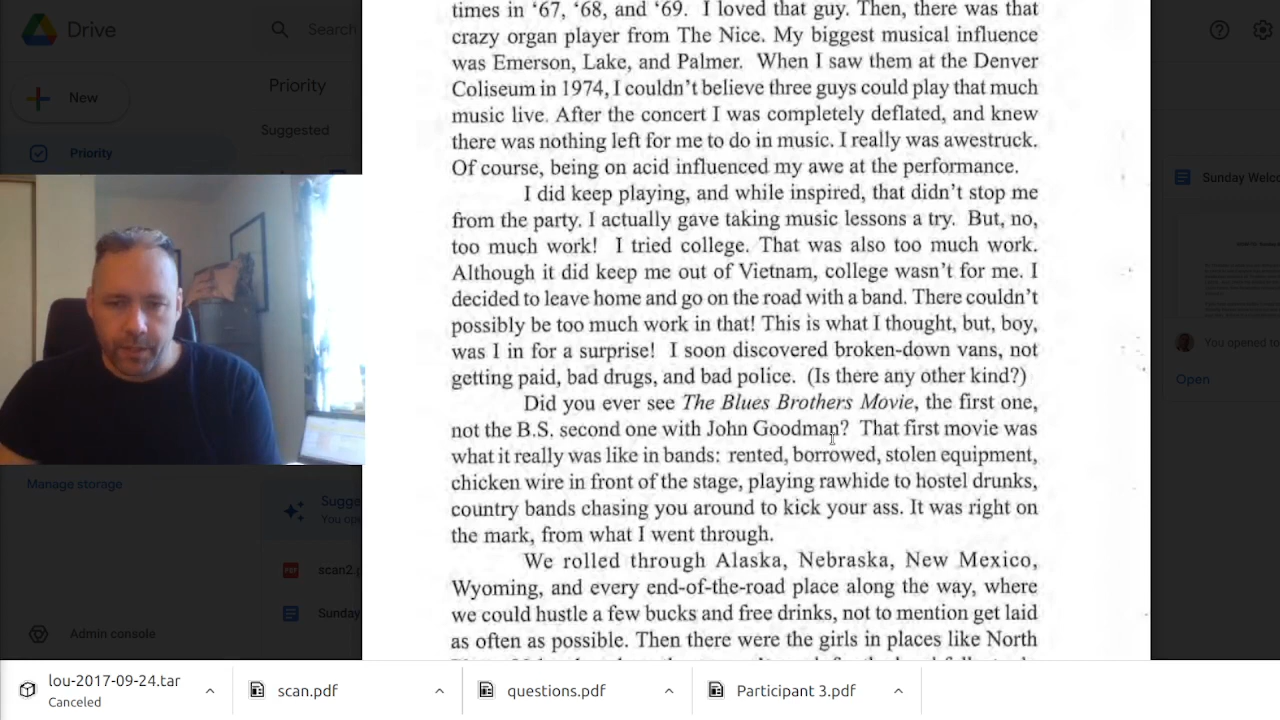 Drive
Search
New
Priority
Suggested
Priority
Manage storage
Sugge
You ope
scan2.p
Sunda
Admin console
times in ‘67, ‘68, and ‘69. I loved that guy. Then, there was that
crazy organ player from The Nice. My biggest musical influence
was Emerson, Lake, and Palmer. When I saw them at the Denver
Coliseum in 1974, I couldn’t believe three guys could play that much
music live. After the concert I was completely deflated, and knew
there was nothing left for me to do in music. I really was awestruck.
Of course, being on acid influenced my awe at the performance.
I did keep playing, and while inspired, that didn’t stop me
from the party. I actually gave taking music lessons a try. But, no,
too much work! I tried college. That was also too much work.
Although it did keep me out of Vietnam, college wasn’t for me. I
decided to leave home and go on the road with a band. There couldn’t
possibly be too much work in that! This is what I thought, but, boy,
was I in for a surprise! I soon discovered broken-down vans, not
getting paid, bad drugs, and bad police. (Is there any other kind?)
Did you ever see The Blues Brothers Movie, the first one,
not the B.S. second one with John Goodman? That first movie was
what it really was like in bands: rented, borrowed, stolen equipment,
chicken wire in front of the stage, playing rawhide to hostel drunks,
country bands chasing you around to kick your ass. It was right on
the mark, from what I went through.
We rolled through Alaska, Nebraska, New Mexico,
Wyoming, and every end-of-the-road place along the way, where
we could hustle a few bucks and free drinks, not to mention get laid
as often as possible. Then there were the girls in places like North
Sunday Welco
You opened to
Open
lou-2017-09-24.tar
Canceled
scan.pdf
questions.pdf
Participant 3.pdf